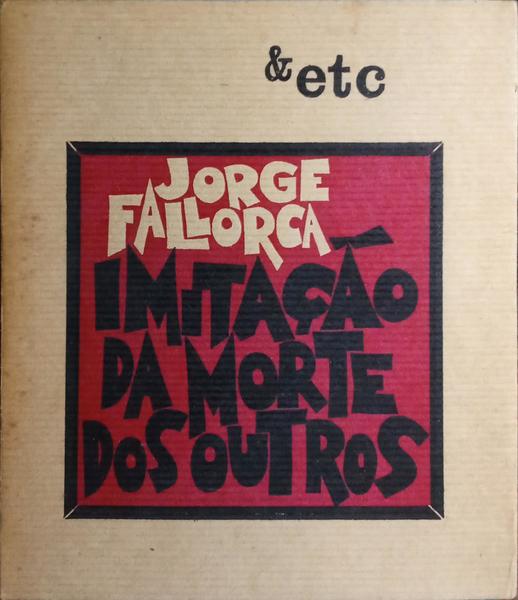 &etc
JORGE
FALLORCA
IMITAÇÃO
DA MORTE
DOS OUTROS